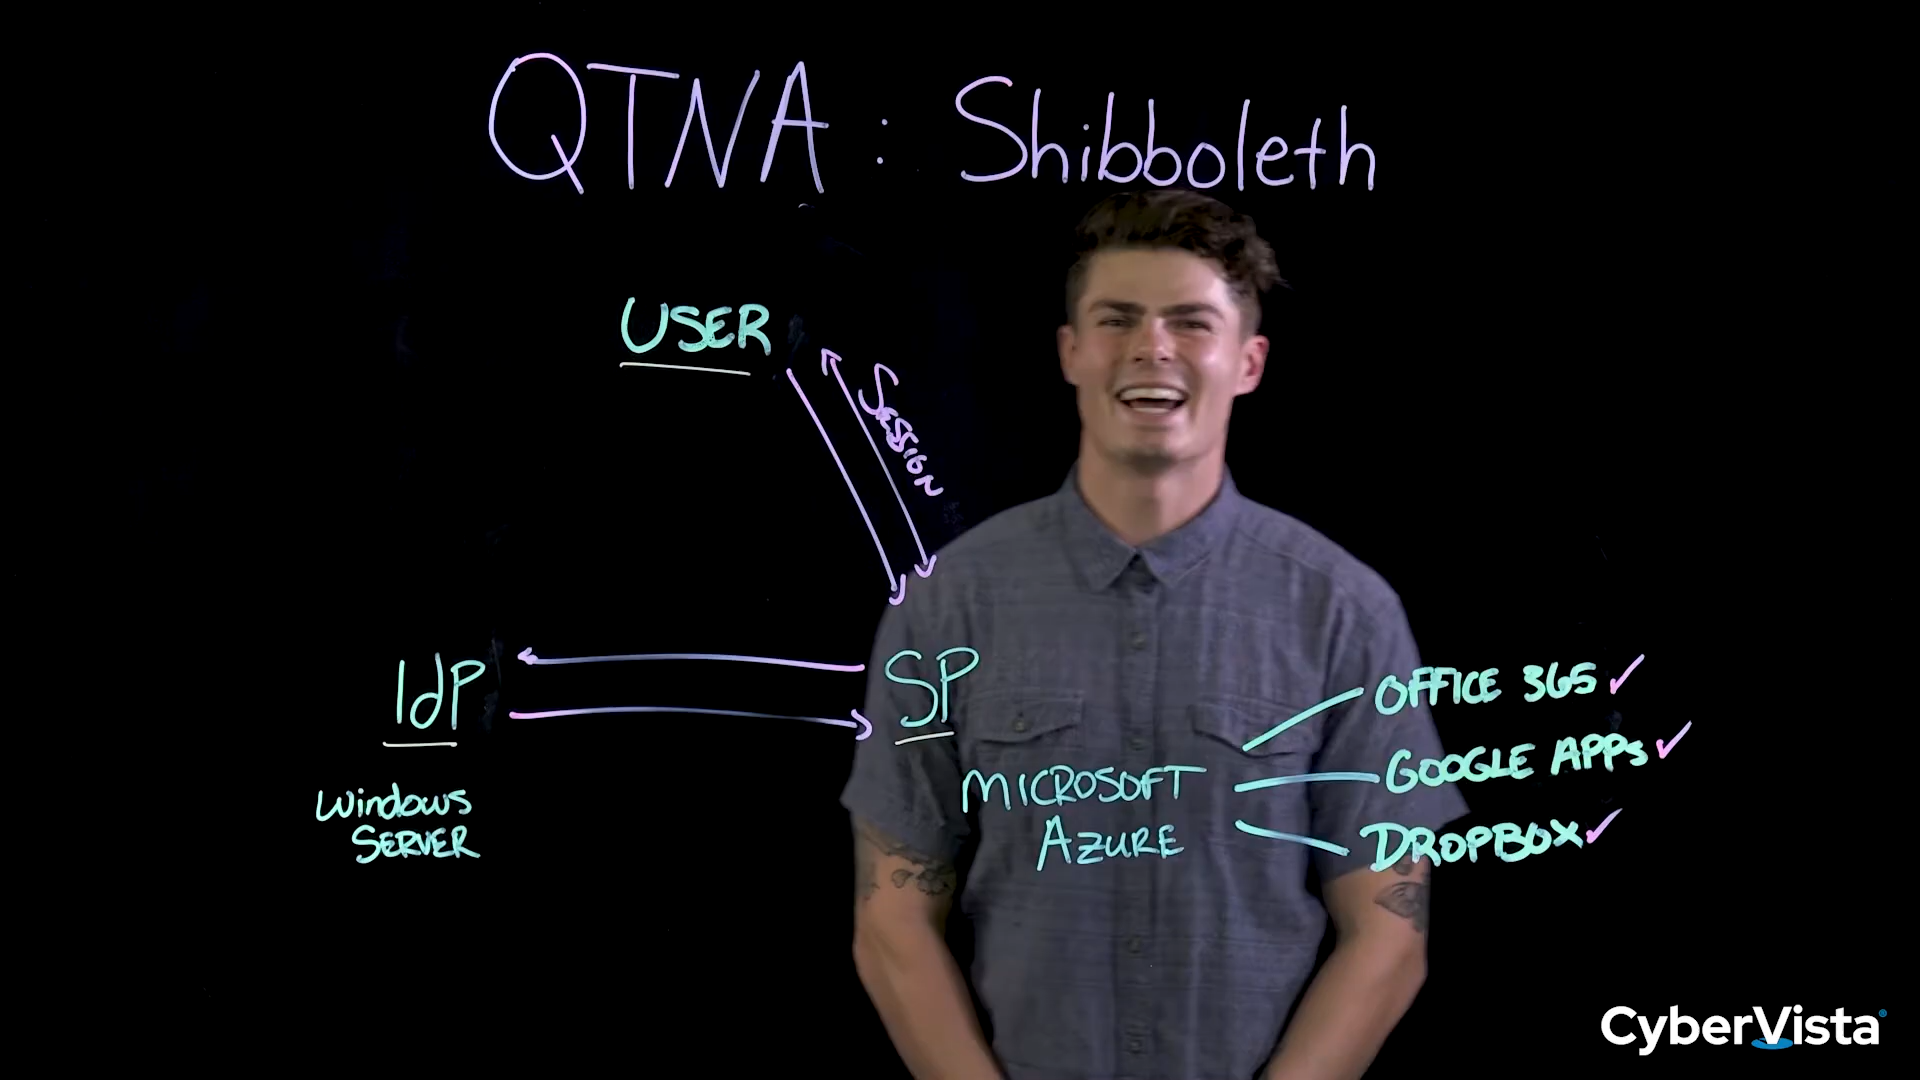 QTNA: Shibboleth
USER
SESSION
IdP
SP
OFFICE 365 ✓
GOOGLE APPs ✓
WindowS
SERVER
MICROSOFT
AZURE
DROPBOX ✓
CyberVista®